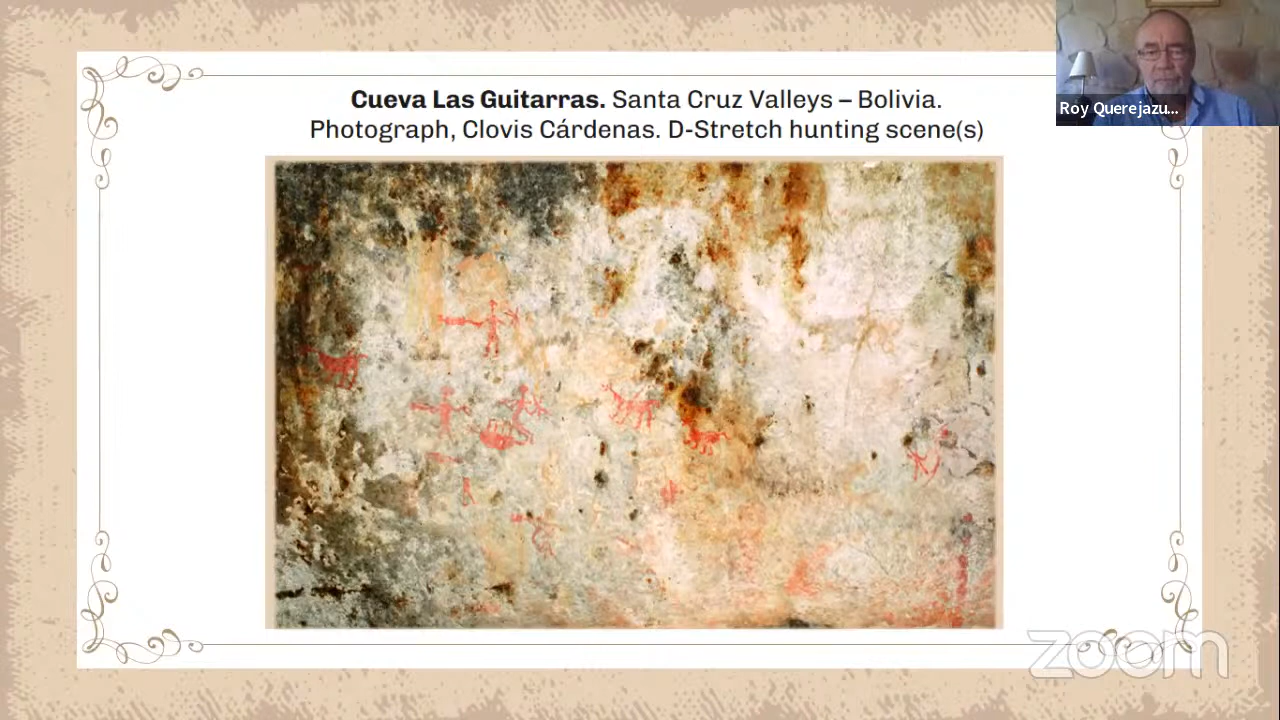 Cueva Las Guitarras. Santa Cruz Valleys – Bolivia.
Photograph, Clovis Cárdenas. D-Stretch hunting scene(s)
Roy Querejazu...
zoom